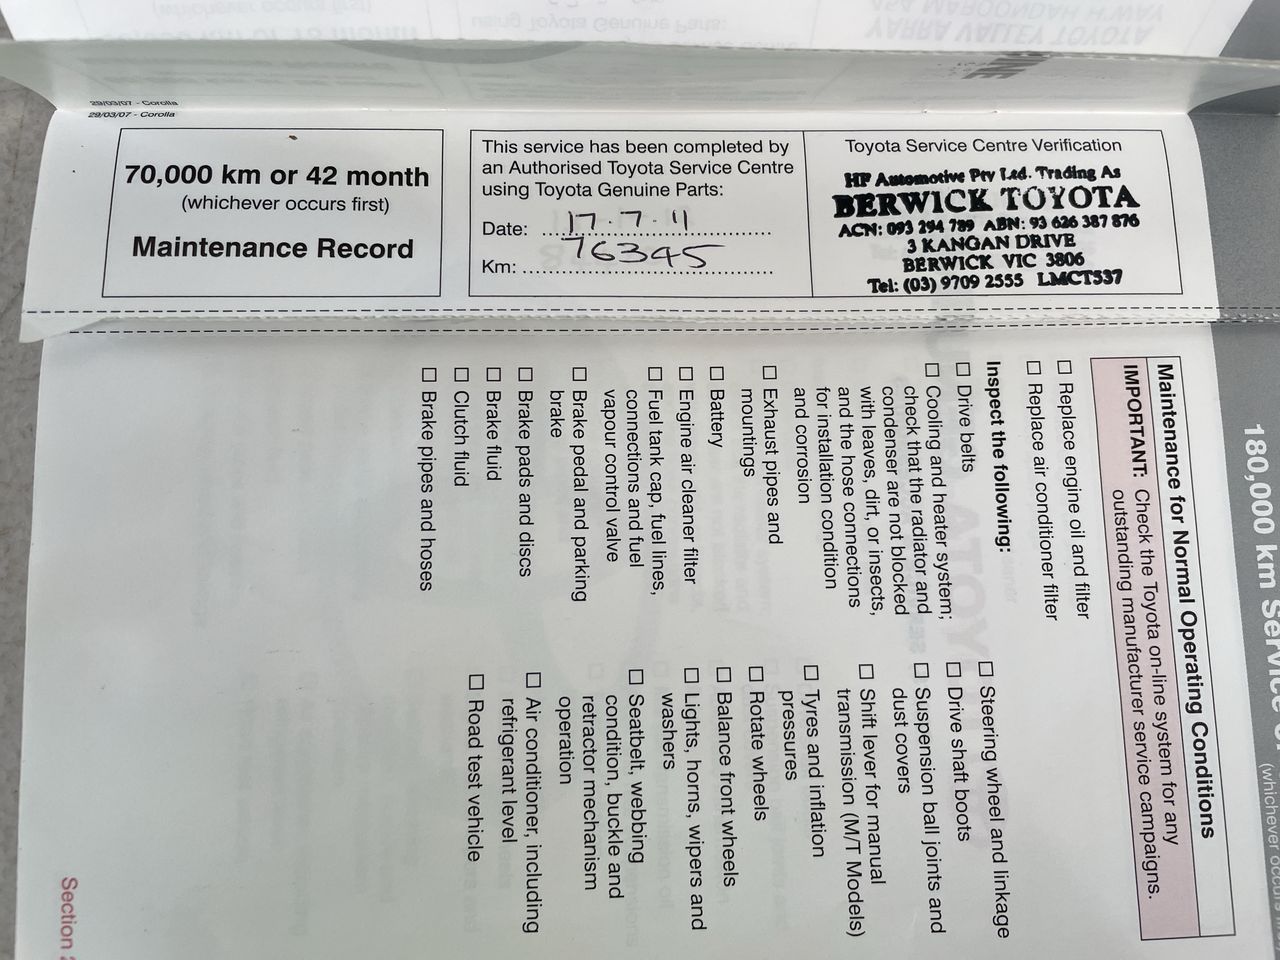 29/03/07 - Corolla
29/03/07 - Corolla
70,000 km or 42 month
(whichever occurs first)
Maintenance Record
This service has been completed by
an Authorised Toyota Service Centre
using Toyota Genuine Parts:
Date: 17.7.11
Km: 76345
Toyota Service Centre Verification
HP Automotive Pty Ltd. Trading As
BERWICK TOYOTA
ACN: 093 294 789 ABN: 93 626 387 876
3 KANGAN DRIVE
BERWICK VIC 3806
Tel: (03) 9709 2555 LMCT537
Maintenance for Normal Operating Conditions
IMPORTANT: Check the Toyota on-line system for any
outstanding manufacturer service campaigns.
☐ Replace engine oil and filter
☐ Replace air conditioner filter
Inspect the following:
☐ Drive belts
☐ Cooling and heater system;
check that the radiator and
condenser are not blocked
with leaves, dirt, or insects,
and the hose connections
for installation condition
and corrosion
☐ Exhaust pipes and
mountings
☐ Battery
☐ Engine air cleaner filter
☐ Fuel tank cap, fuel lines,
connections and fuel
vapour control valve
☐ Brake pedal and parking
brake
☐ Brake pads and discs
☐ Brake fluid
☐ Clutch fluid
☐ Brake pipes and hoses
☐ Steering wheel and linkage
☐ Drive shaft boots
☐ Suspension ball joints and
dust covers
☐ Shift lever for manual
transmission (M/T Models)
☐ Tyres and inflation
pressures
☐ Rotate wheels
☐ Balance front wheels
☐ Lights, horns, wipers and
washers
☐ Seatbelt, webbing
condition, buckle and
retractor mechanism
operation
☐ Air conditioner, including
refrigerant level
☐ Road test vehicle
Section
180,000 km Service
(whichever occurs